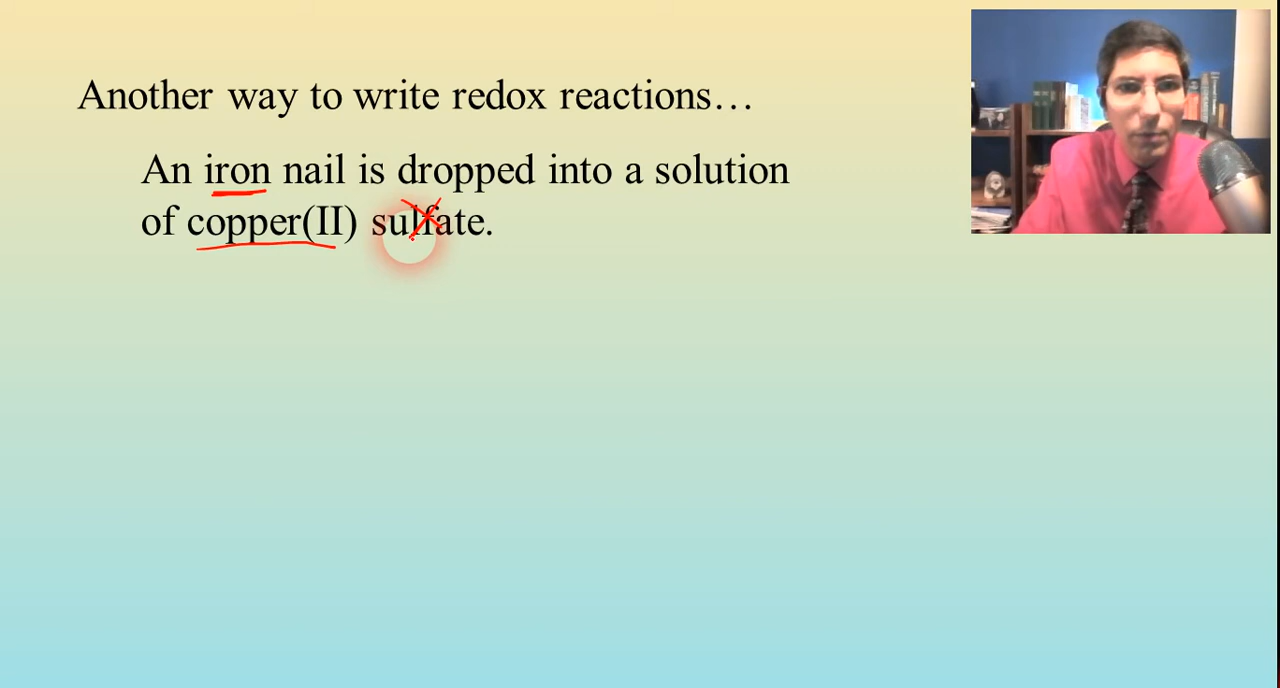 Another way to write redox reactions…
An iron nail is dropped into a solution
of copper(II) sulfate.